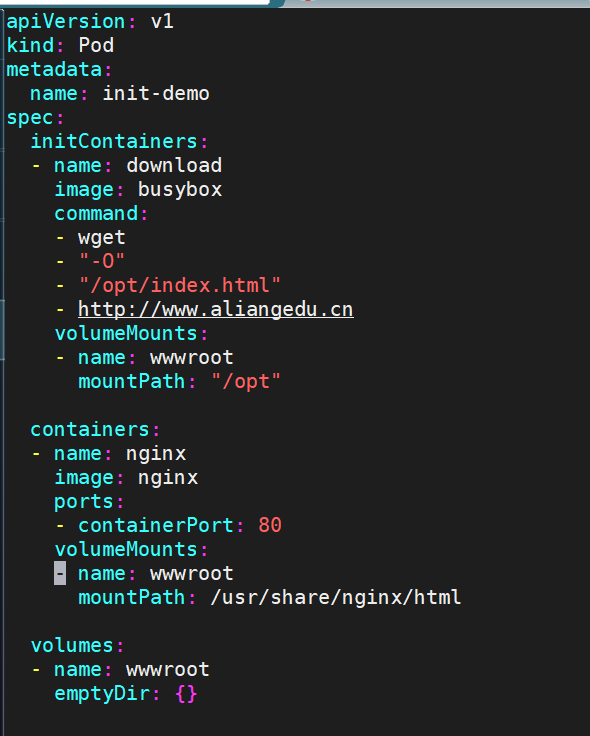 apiVersion: v1
kind: Pod
metadata:
  name: init-demo
spec:
  initContainers:
  - name: download
    image: busybox
    command:
    - wget
    - "-O"
    - "/opt/index.html"
    - http://www.aliangedu.cn
    volumeMounts:
    - name: wwwroot
      mountPath: "/opt"

  containers:
  - name: nginx
    image: nginx
    ports:
    - containerPort: 80
    volumeMounts:
    - name: wwwroot
      mountPath: /usr/share/nginx/html

  volumes:
  - name: wwwroot
    emptyDir: {}